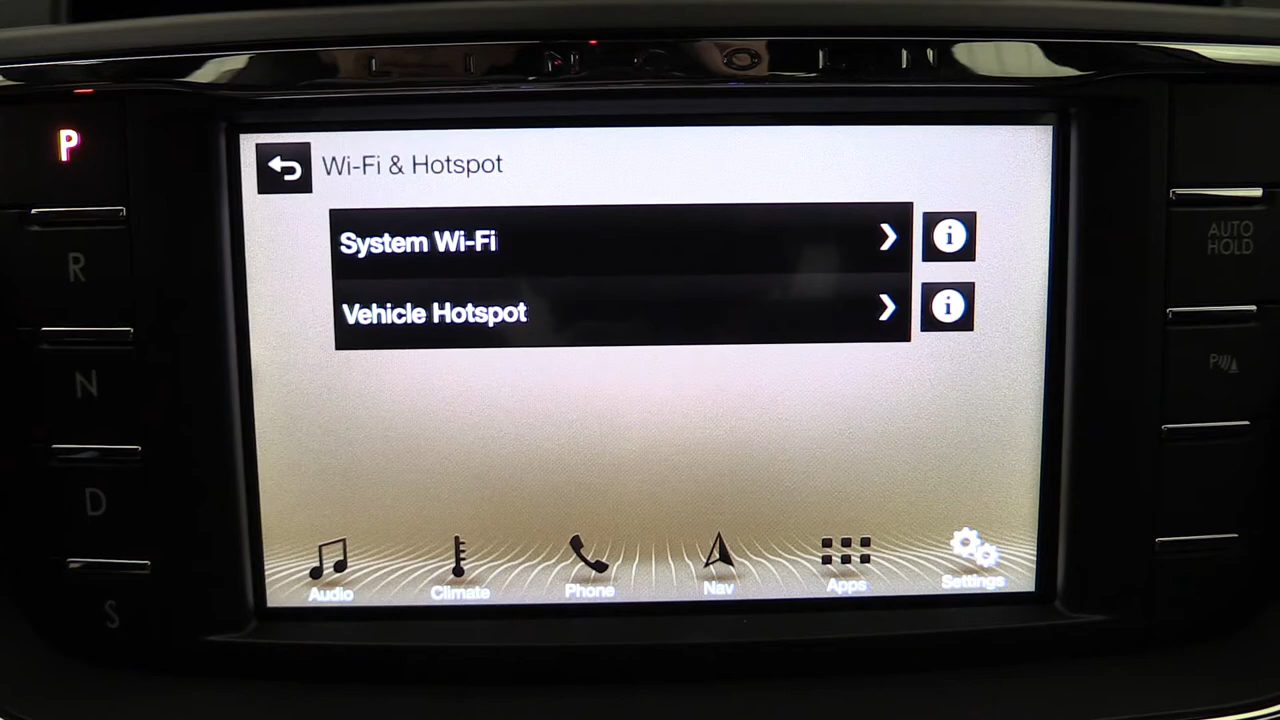 P
R
N
D
S
Wi-Fi & Hotspot
System Wi-Fi
i
Vehicle Hotspot
i
Audio
Climate
Phone
Nav
Apps
Settings
AUTO
HOLD
P